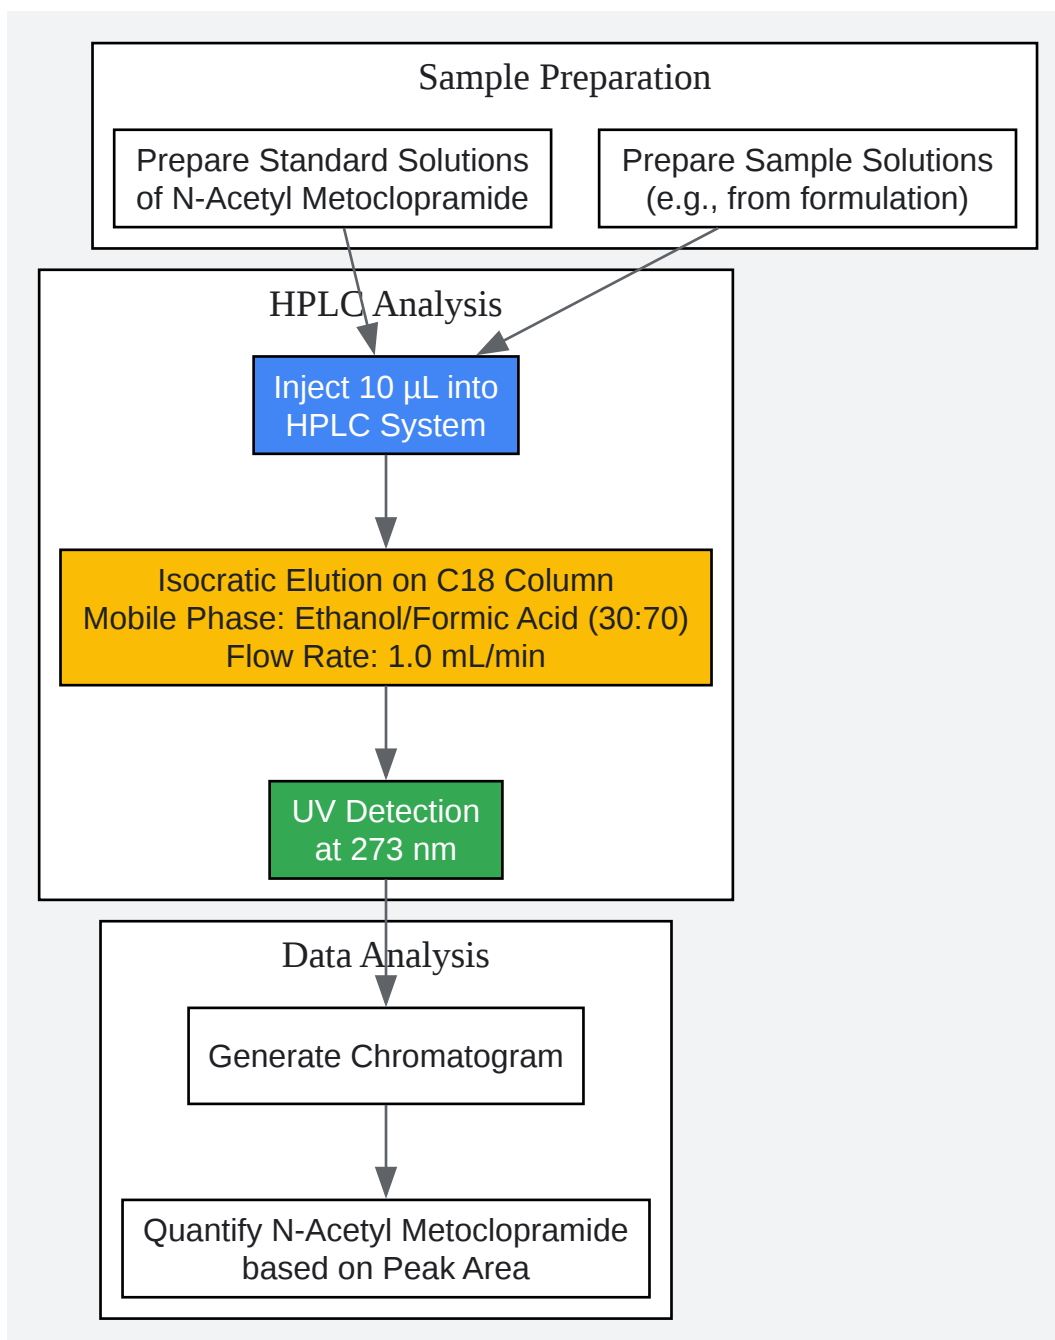 Sample Preparation
Prepare Standard Solutions
of N-Acetyl Metoclopramide
Prepare Sample Solutions
(e.g., from formulation)
HPLC Analysis
Inject 10 µL into
HPLC System
Isocratic Elution on C18 Column
Mobile Phase: Ethanol/Formic Acid (30:70)
Flow Rate: 1.0 mL/min
UV Detection
at 273 nm
Data Analysis
Generate Chromatogram
Quantify N-Acetyl Metoclopramide
based on Peak Area